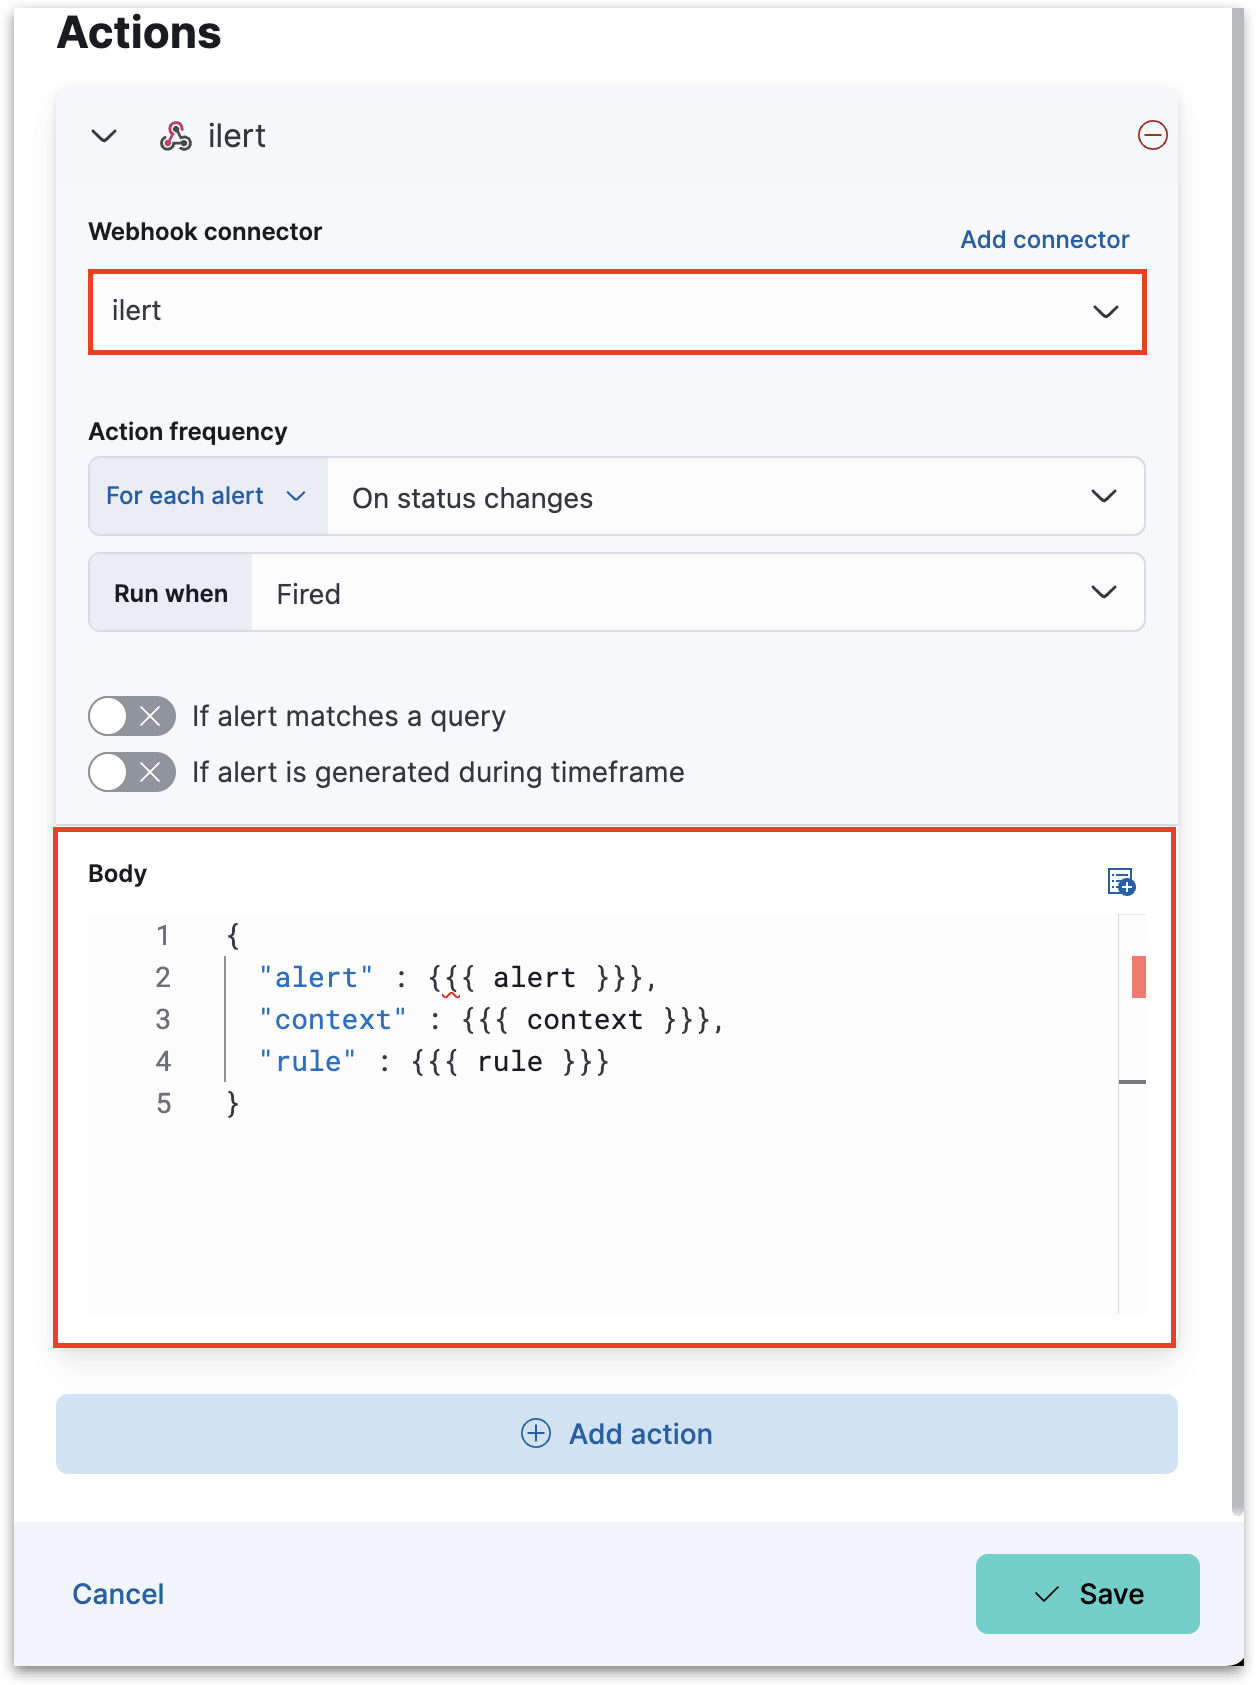 Actions
ilert
Webhook connector
Add connector
ilert
Action frequency
For each alert
On status changes
Run when
Fired
If alert matches a query
If alert is generated during timeframe
Body
1 {
2 "alert" : {{{ alert }}},
3 "context" : {{{ context }}},
4 "rule" : {{{ rule }}}
5 }
Add action
Cancel
Save